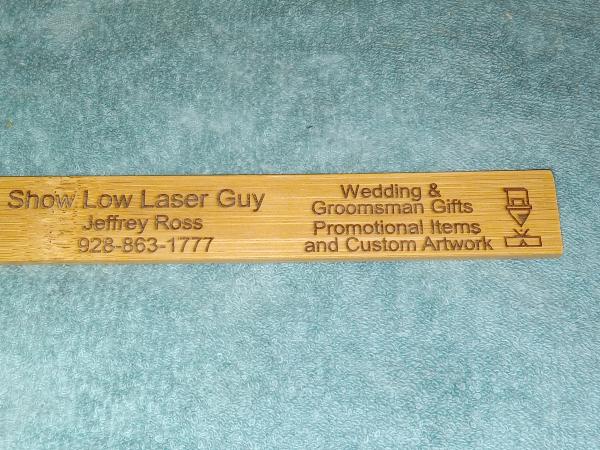 Show Low Laser Guy
Jeffrey Ross
928-863-1777
Wedding &
Groomsman Gifts
Promotional Items
and Custom Artwork